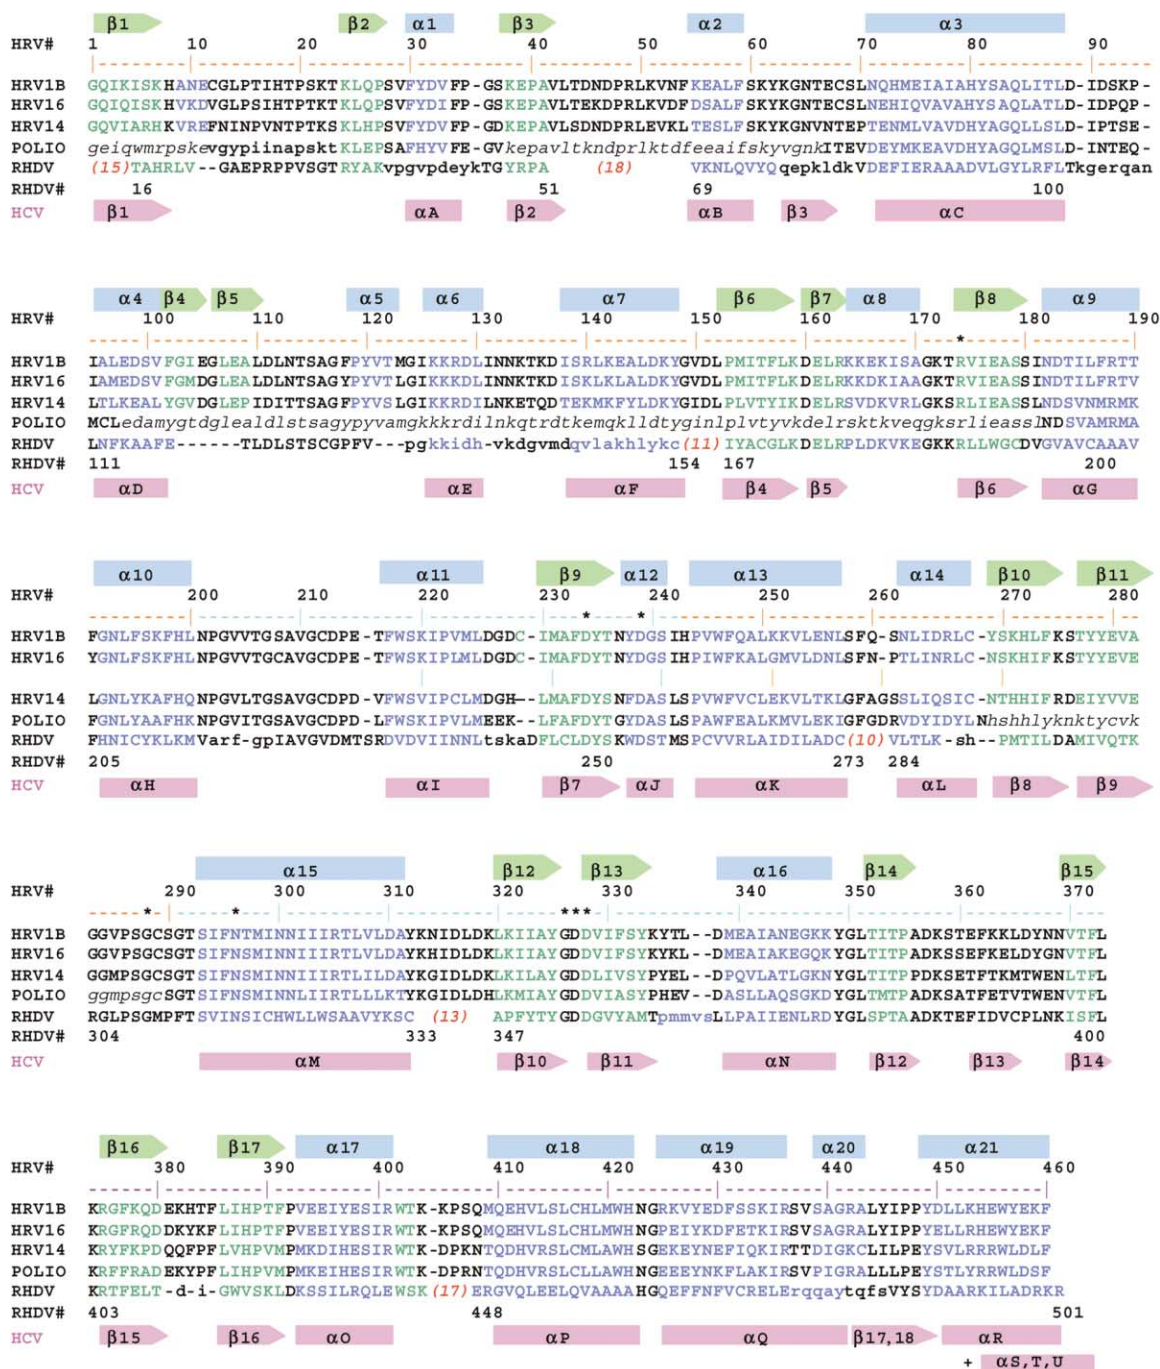 β1 β2 α1 β3 α2 α3
HRV#
1 10 20 30 40 50 60 70 80 90
HRV1B GQIKISKHANECGLPTIHTPSKTKLQPSVFYDVFP-GSKEPAVLTDNDPRLKVNFKEALFSKYKGNTECSLNQHMEIAIAHYSAQLITLD-IDSKP-
HRV16 GQIQISKHVKDVGLPSIHTPTKTKLQPSVFYDIFP-GSKEPAVLTEKDPRLKVDFDSALFSKYKGNTECSLNEHIQVAVAHYSAQLATLD-IDPQP-
HRV14 GQVIARHKVREFNINPVNTPTKSKLHPSVFYDVFP-GDKEPAVLSDNDPRLEVKLTESLFSKYKGNVNTEPTENMLVAVDHYAGQLLSLD-IPTSE-
POLIO geiqwmrpskevgypiinapsktKLEPSAFHYVFE-GVkepavltkndprlktdfeeaifskyvgnkITEVDEYMKEAVDHYAGQLMSLD-INTEQ-
RHDV (15)TAHRLV--GAEPRPPVSGTRYAKvpgvpdeykTGYRPA (18) VKNLQVYQqepkldkVDEFIERAAADVLGYLRFLTkgerqan
RHDV# 16 51 69 100
HCV β1 αA β2 αB β3 αC
α4 β4 β5 α5 α6 α7 β6 β7 α8 β8 α9
HRV#
100 110 120 130 140 150 160 170 180 190
*
HRV1B IALEDSVFGIEGLEALDLNTSAGFPYVTMGIKKRDLINNKTKDISRLKEALDKYGVDLPMITFLKDELRKKEKISAGKTRVIEASSINDTILFRTT
HRV16 IAMEDSVFGMDGLEALDLNTSAGYPYVTLGIKKKDLINNKTKDISKLKLALDKYGVDLPMITFLKDELRKKDKIAAGKTRVIEASSINDTILFRTV
HRV14 LTLKEALYGVDGLEPIDITTSAGFPYVSLGIKKRDILNKETQDTEKMKFYLDKYGIDLPLVTYIKDELRSVDKVRLGKSRLIEASSLNDSVNMRMK
POLIO MCLedamygtdglealdlstsagypyvamgkkkrdilnkqtrdtkemqklldtyginlplvtyvkdelrsktkveqgksrlieasslNDSVAMRMA
RHDV LNFKAAFE------TLDLSTSCGPFV---pgkkidh-vkdgvmdqvlakhlykc(11)IYACGLKDELRPLDKVKEGKKRLLWGCDVGVAVCAAAV
RHDV# 111 154 167 200
HCV αD αE αF β4 β5 β6 αG
α10 α11 β9 α12 α13 α14 β10 β11
HRV#
200 210 220 230 240 250 260 270 280
* *
HRV1B FGNLFSKFHLNPGVVTGSAVGCDPE-TFWSKIPVMLDGDC-IMAFDYTNYDGSIHPVWFQALKKVLENLSFQ-SNLIDRLC-YSKHLFKSTYYEVA
HRV16 YGNLFSKFHLNPGVVTGCAVGCDPE-TFWSKIPLMLDGDC-IMAFDYTNYDGSIHPIWFKALGMVLDNLSFN-PTLINRLC-NSKHIFKSTYYEVE
HRV14 LGNLYKAFHQNPGVLTGSAVGCDPD-VFWSVIPCLMDGH--LMAFDYSNFDASLSPVWFVCLEKVLTKLGFAGSSLIQSIC-NTHHIFRDEIYVVE
POLIO FGNLYAAFHKNPGVITGSAVGCDPD-LFWSKIPVLMEEK--LFAFDYTGYDASLSPAWFEALKMVLEKIGFGDRVDYIDYLNhshhlyknktycvk
RHDV FHNICYKLKMVarf-gpIAVGVDMTSRDVDVIINNLtskaDFLCLDYSKWDSTMSPCVVRLAIDILADC(10)VLTLK-sh--PMTILDAMIVQTK
RHDV# 205 250 273 284
HCV αH αI β7 αJ αK αL β8 β9
α15 β12 β13 α16 β14 β15
HRV#
290 300 310 320 330 340 350 360 370
* * ***
HRV1B GGVPSGCSGTSIFNTMINNIIIRTLVLDAYKNIDLDKLKIIAYGDDVIFSYKYTL--DMEAIANEGKKYGLTITPADKSTEFKKLDYNNVTFL
HRV16 GGVPSGCSGTSIFNSMINNIIIRTLILDAYKHIDLDKLKIIAYGDDVIFSYKYKL--DMEAIAKEGQKYGLTITPADKSSEFKELDYGNVTFL
HRV14 GGMPSGCSGTSIFNSMINNIIIRTLILDAYKGIDLDKLKILAYGDDLIVSYPYEL--DPQVLATLGKNYGLTITPPDKSETFTKMTWENLTFL
POLIO ggmpsgcSGTSIFNSMINNLIIRTLLLKTYKGIDLDHLKMIAYGDDVIASYPHEV--DASLLAQSGKDYGLTMTPADKSATFETVTWENVTFL
RHDV RGLPSGMPFTSVINSICHWLLWSAAVYKSC (13) APFYTYGDDGVYAMTpmmvsLLPAIIENLRDYGLSPTAADKTEFIDVCPLNKISFL
RHDV# 304 333 347 400
HCV αM β10 β11 αN β12 β13 β14
β16 β17 α17 α18 α19 α20 α21
HRV#
380 390 400 410 420 430 440 450 460
HRV1B KRGFKQDEKHTFLIHPTFPVEEIYESIRWTK-KPSQMQEHVLSLCHLMWHNGRKVYEDFSSKIRSVSAGRALYIPPYDLLKHEWYEKF
HRV16 KRGFRQDDKYKFLIHPTFPVEEIYESIRWTK-KPSQMQEHVLSLCHLMWHNGPEIYKDFETKIRSVSAGRALYIPPYELLRHEWYEKF
HRV14 KRYFKPDQQFPFLVHPVMPMKDIHESIRWTK-DPKNTQDHVRSLCMLAWHSGEKEYNEFIQKIRTTDIGKCLILPEYSVLRRRWLDLF
POLIO KRFFRADEKYPFLIHPVMPMKEIHESIRWTK-DPRNTQDHVRSLCLLAWHNGEEEYNKFLAKIRSVPIGRALLLPEYSTLYRRWLDSF
RHDV KRTFELT-d-i-GWVSKLDKSSILRQLEWSK(17)ERGVQLEELQVAAAAHGQEFFNFVCRELErqqaytqfsVYSYDAARKILADRKR
RHDV# 403 448 501
HCV β15 β16 αO αP αQ β17,18 αR
+ αS,T,U